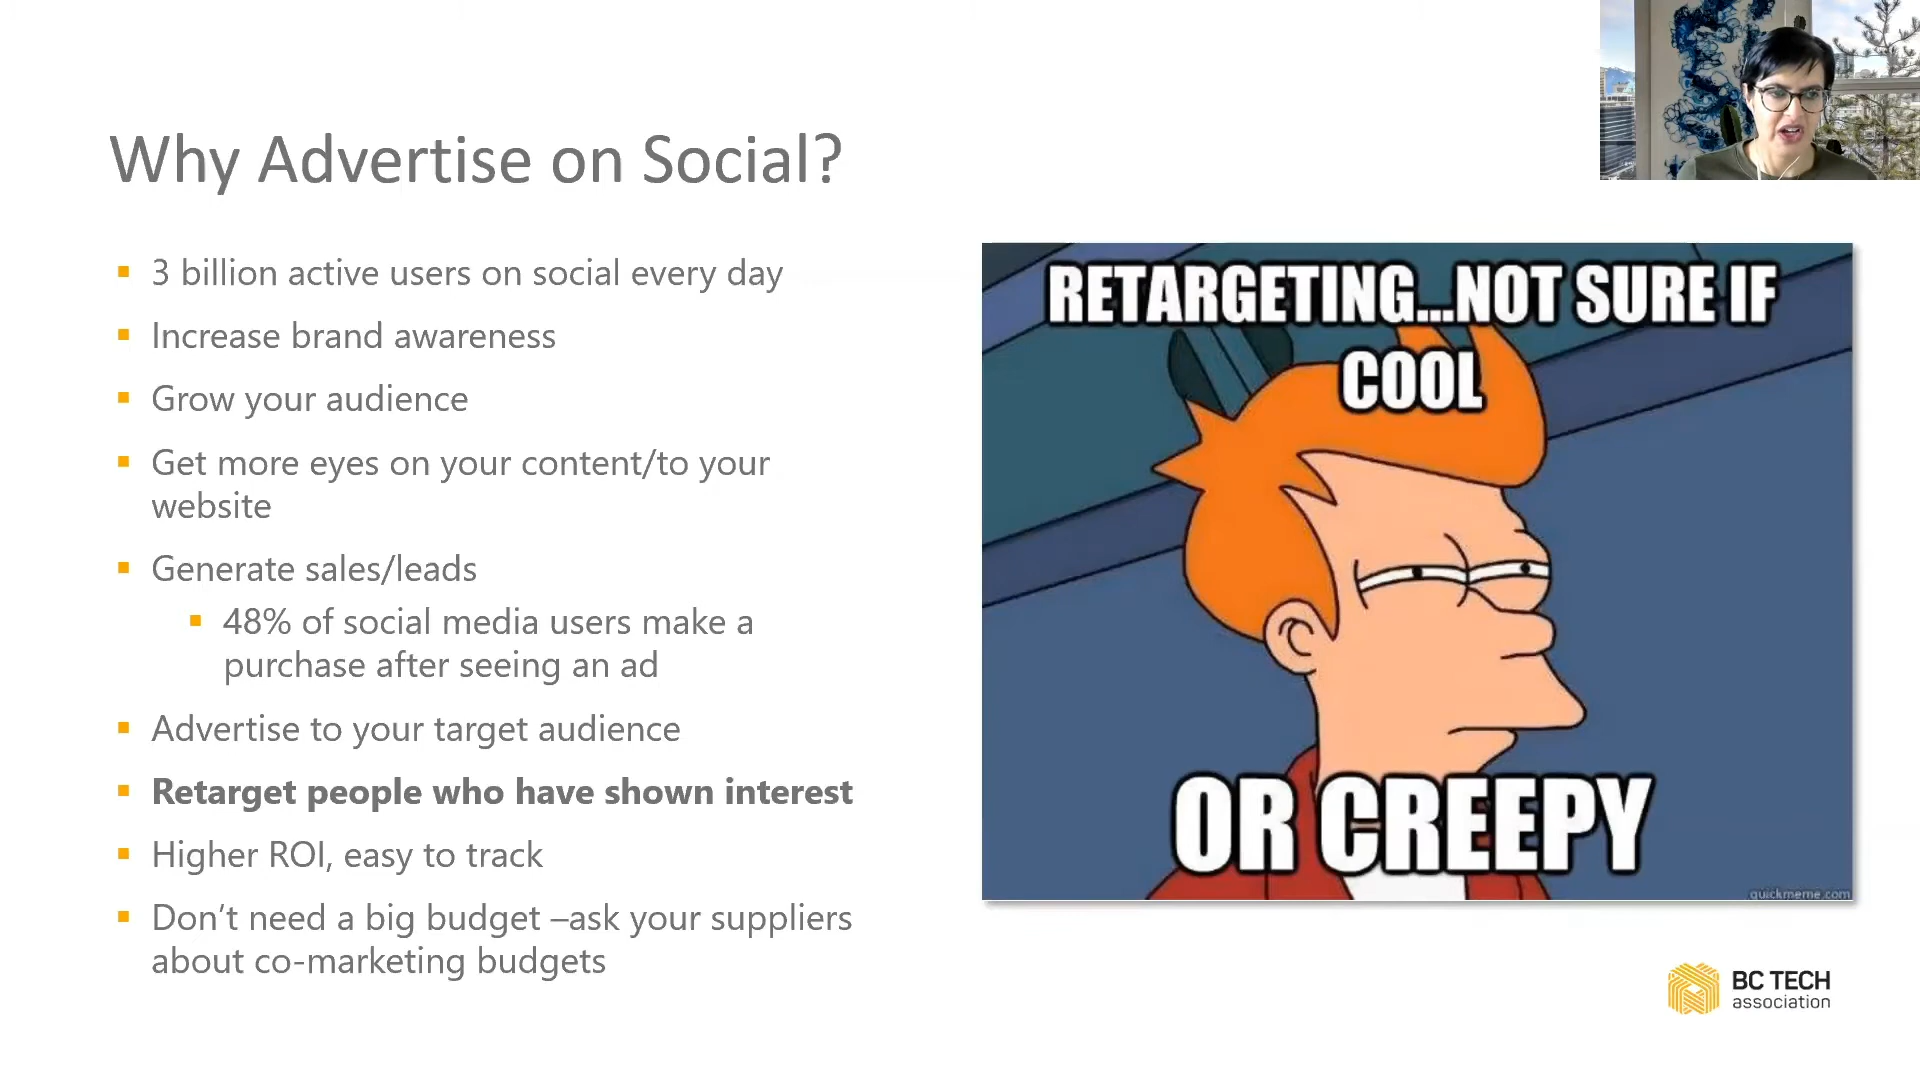 Why Advertise on Social?
3 billion active users on social every day
Increase brand awareness
Grow your audience
Get more eyes on your content/to your
website
Generate sales/leads
48% of social media users make a
purchase after seeing an ad
Advertise to your target audience
Retarget people who have shown interest
Higher ROI, easy to track
Don’t need a big budget –ask your suppliers
about co-marketing budgets
RETARGETING...NOT SURE IF
COOL
OR CREEPY
quickmeme.com
BC TECH
association